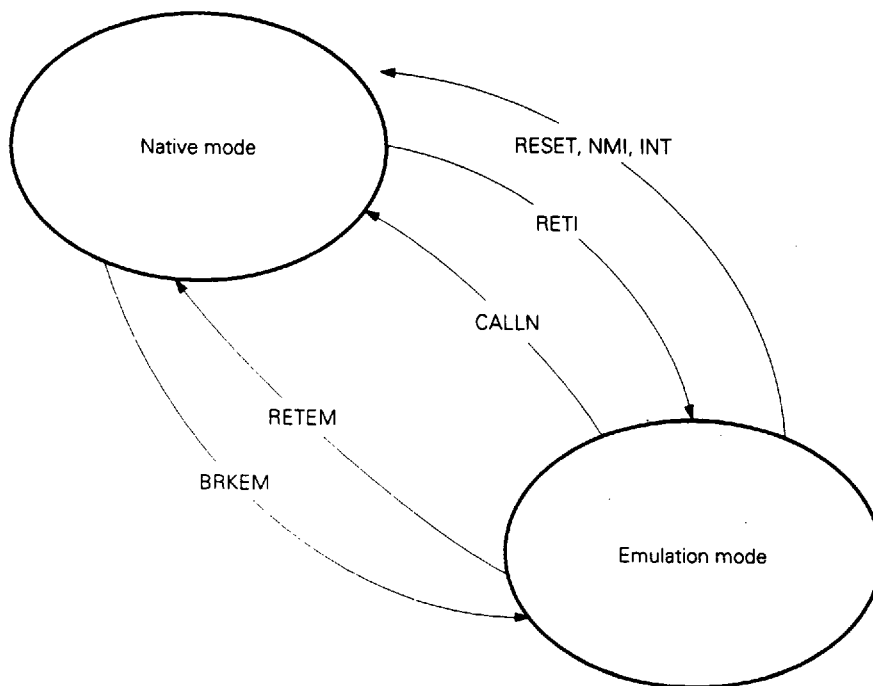 Native mode
RESET, NMI, INT
RETI
CALLN
RETEM
BRKEM
Emulation mode